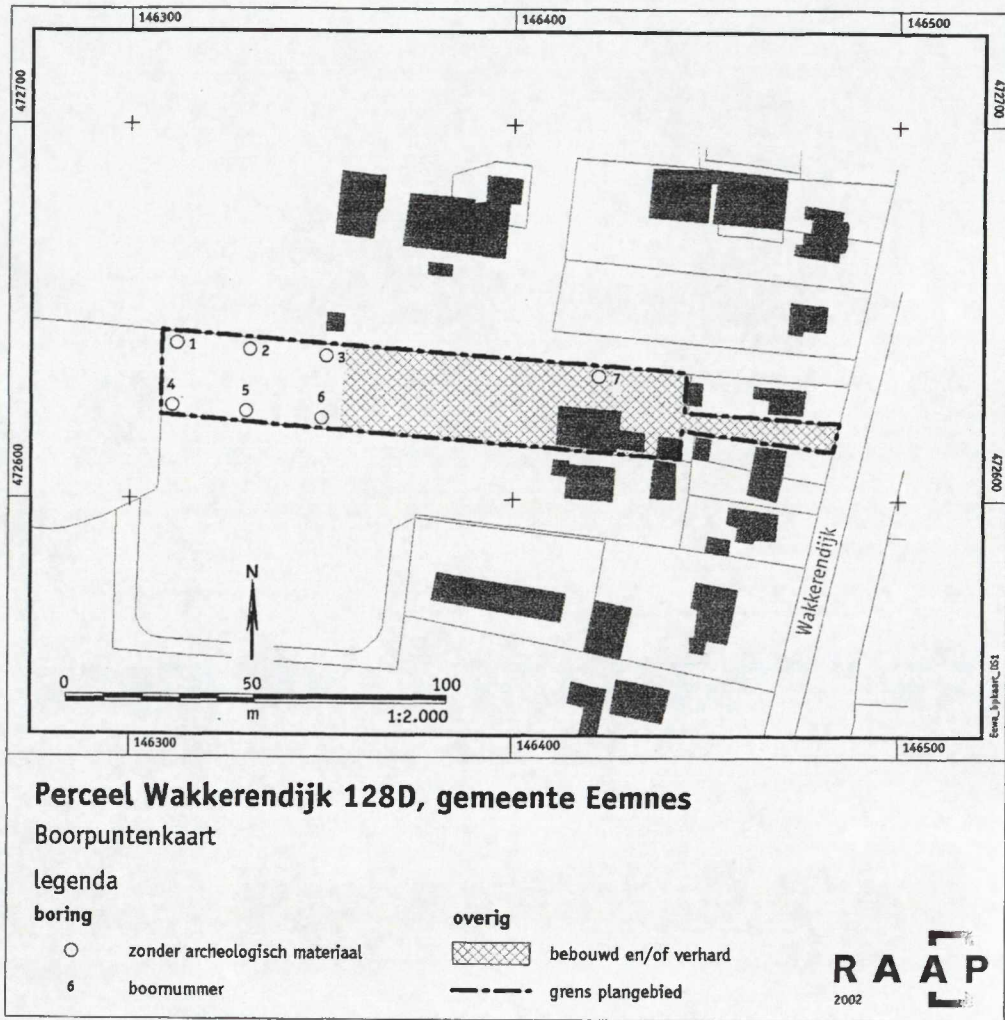 146300
146400
146500
472700
472700
1
2
3
4
5
6
7
472600
472600
Wakkerendijk
N
0
50
100
m
1:2.000
146300
146400
146500
Perceel Wakkerendijk 128D, gemeente Eemnes
Boorpuntenkaart
legenda
boring
zonder archeologisch materiaal
6 boornummer
overig
bebouwd en/of verhard
grens plangebied
RAAP
2002